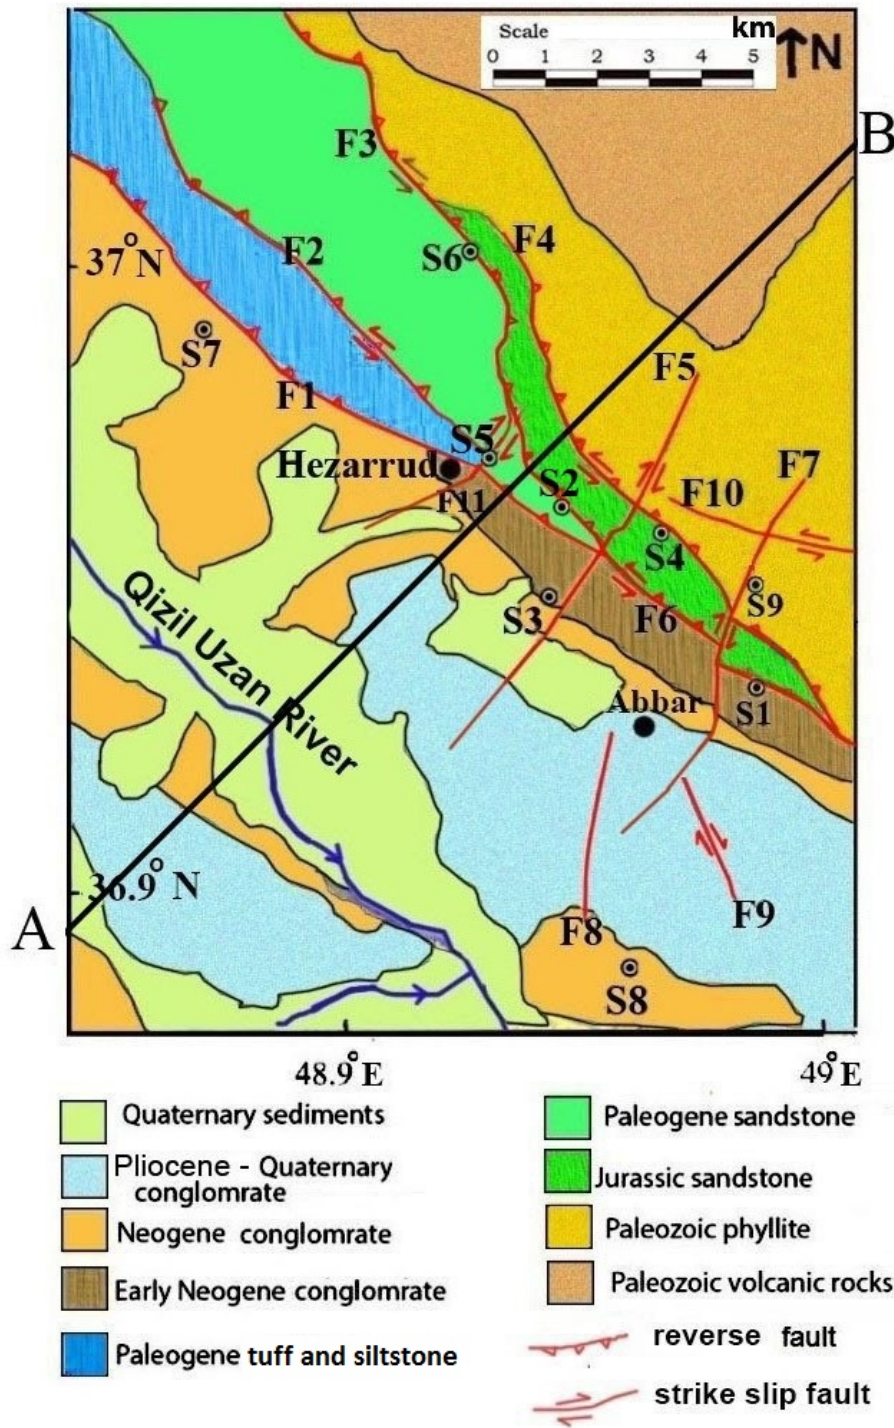 Scale
km
0 1 2 3 4 5
N
B
F3
F4
S6
37°N
F2
S7
F1
F5
S5
Hezarrud
F11
S2
F7
F10
S4
S9
S3
F6
Qizil Uzan River
Abbar
S1
36.9°N
A
F8
F9
S8
48.9°E
49°E
Quaternary sediments
Pliocene - Quaternary
conglomrate
Neogene conglomrate
Early Neogene conglomrate
Paleogene tuff and siltstone
Paleogene sandstone
Jurassic sandstone
Paleozoic phyllite
Paleozoic volcanic rocks
reverse fault
strike slip fault